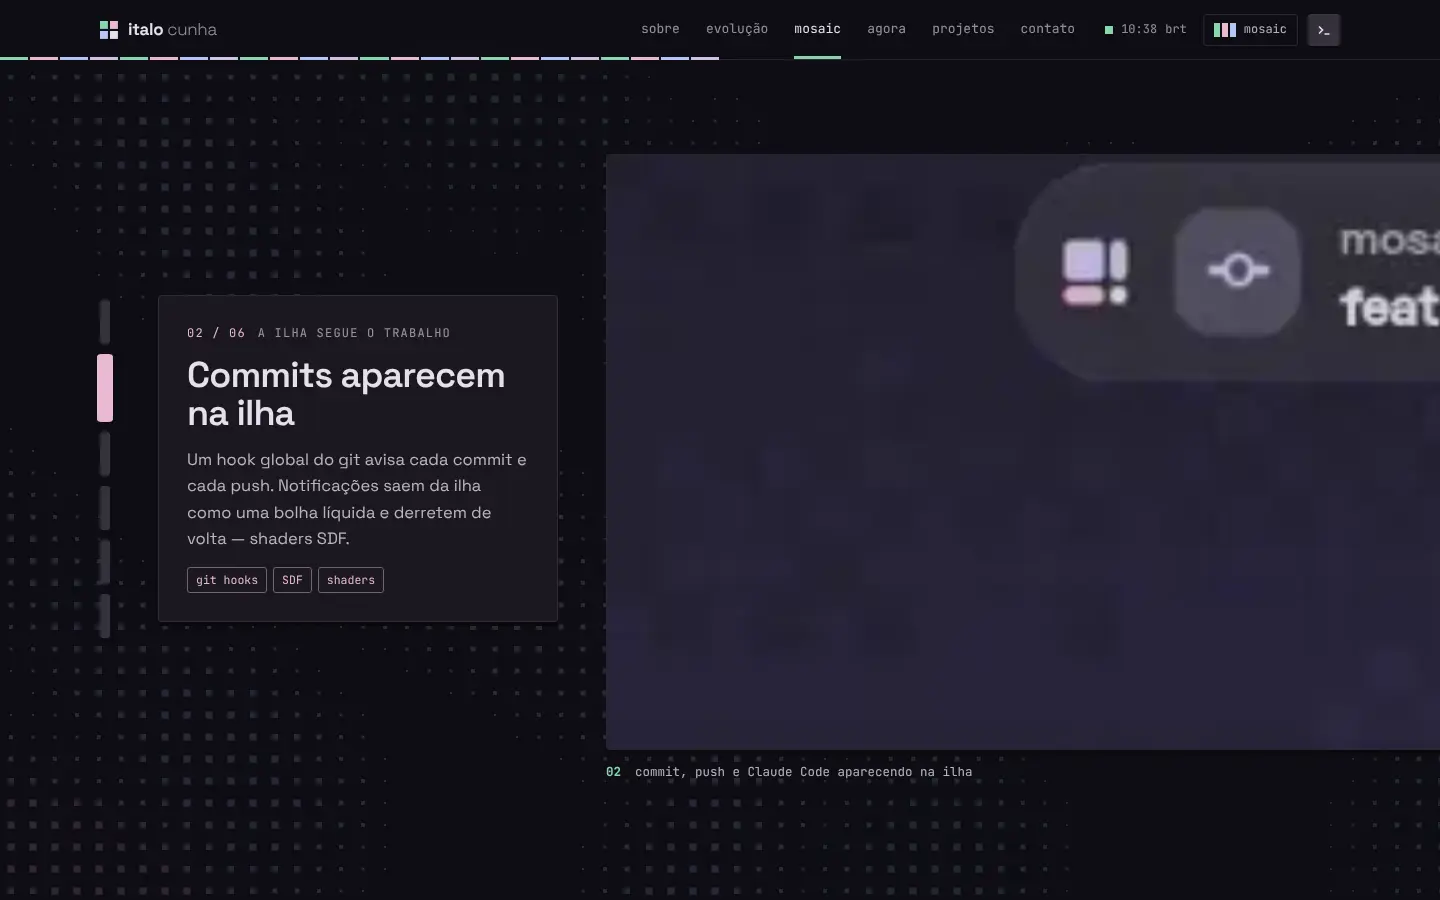 italo cunha
sobre evolução mosaic agora projetos contato 10:38 brt mosaic
02 / 06 A ILHA SEGUE O TRABALHO
Commits aparecem
na ilha
Um hook global do git avisa cada commit e
cada push. Notificações saem da ilha
como uma bolha líquida e derretem de
volta — shaders SDF.
git hooks SDF shaders
mosa
feat
02 commit, push e Claude Code aparecendo na ilha